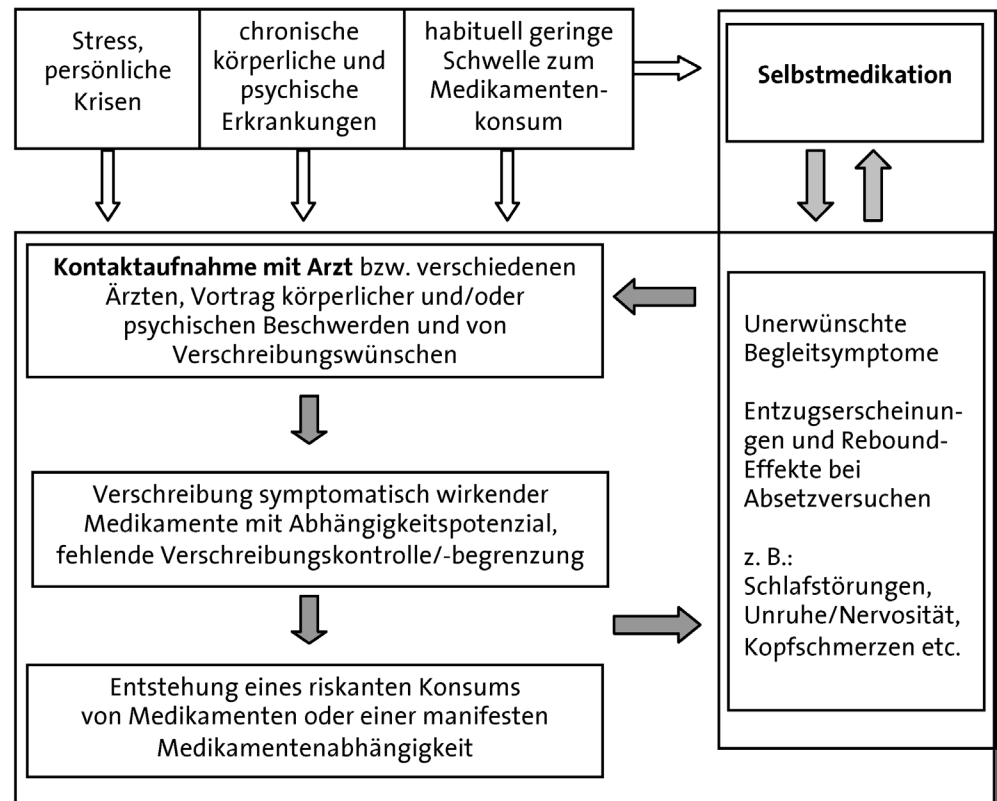 Stress,
persönliche
Krisen
chronische
körperliche und
psychische
Erkrankungen
habituell geringe
Schwelle zum
Medikamenten-
konsum
Selbstmedikation
Kontaktaufnahme mit Arzt bzw. verschiedenen
Ärzten, Vortrag körperlicher und/oder
psychischen Beschwerden und von
Verschreibungswünschen
Verschreibung symptomatisch wirkender
Medikamente mit Abhängigkeitspotenzial,
fehlende Verschreibungskontrolle/-begrenzung
Entstehung eines riskanten Konsums
von Medikamenten oder einer manifesten
Medikamentenabhängigkeit
Unerwünschte
Begleitsymptome
Entzugserscheinun-
gen und Rebound-
Effekte bei
Absetzversuchen
z. B.:
Schlafstörungen,
Unruhe/Nervosität,
Kopfschmerzen etc.